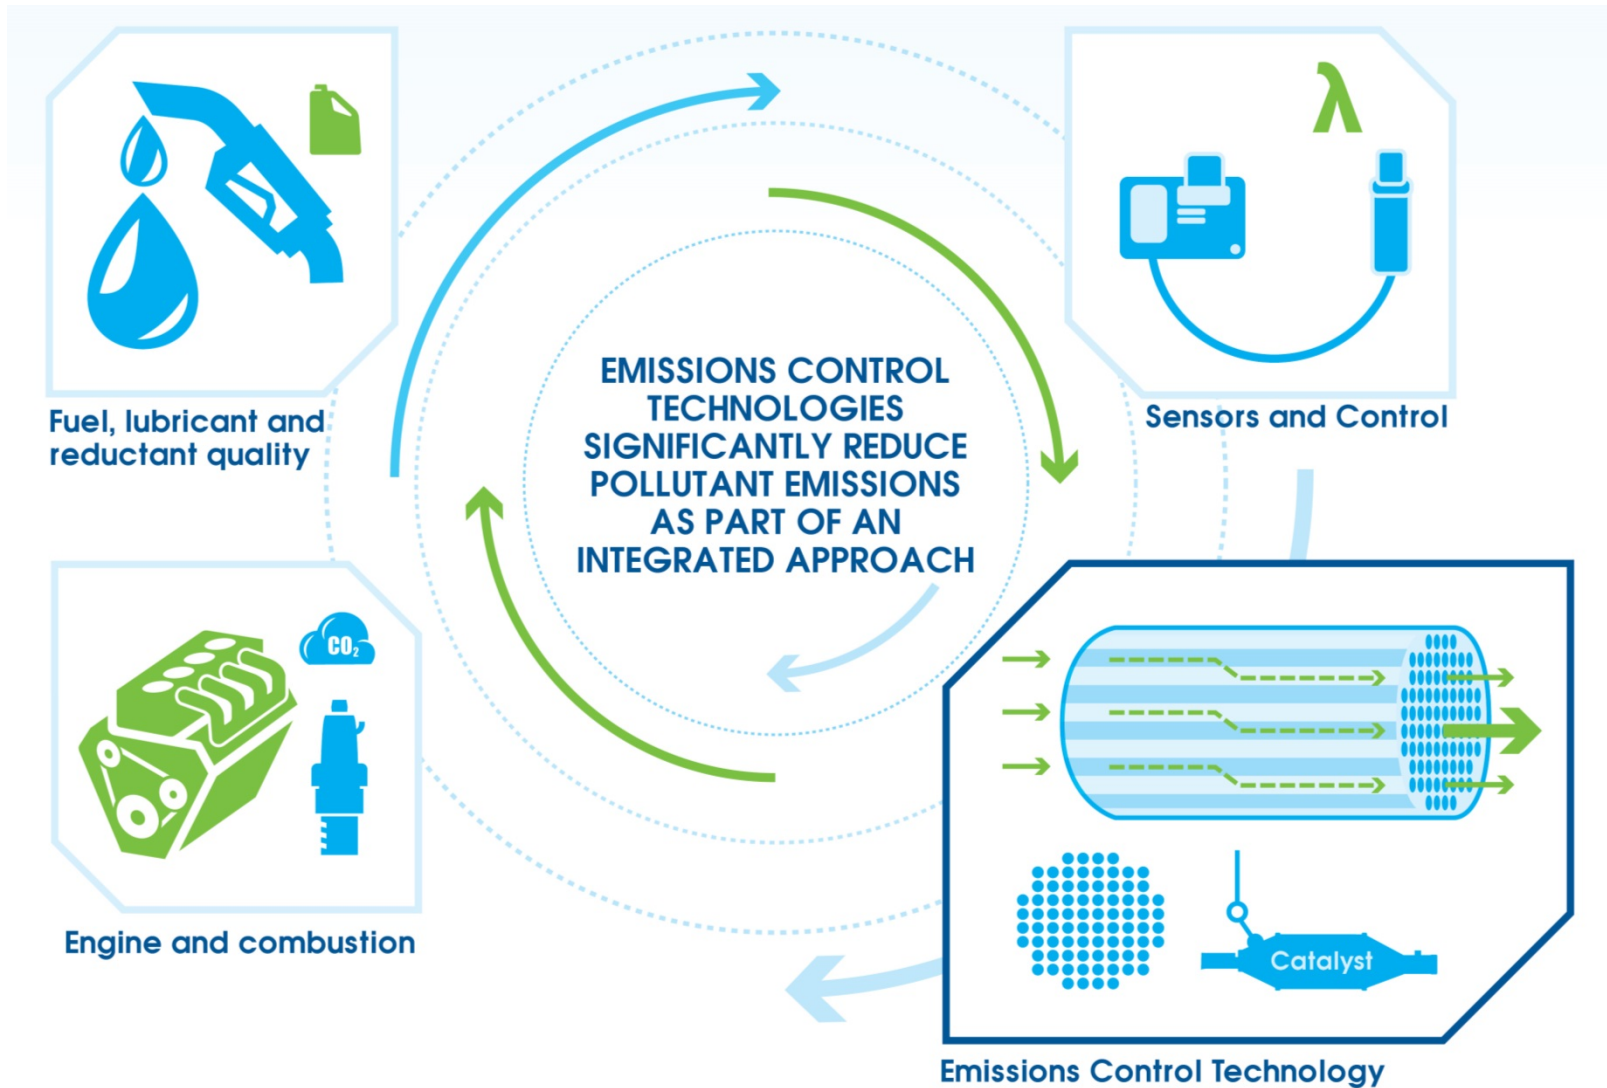 λ
Fuel, lubricant and
reductant quality
Sensors and Control
EMISSIONS CONTROL
TECHNOLOGIES
SIGNIFICANTLY REDUCE
POLLUTANT EMISSIONS
AS PART OF AN
INTEGRATED APPROACH
CO₂
Engine and combustion
Catalyst
Emissions Control Technology